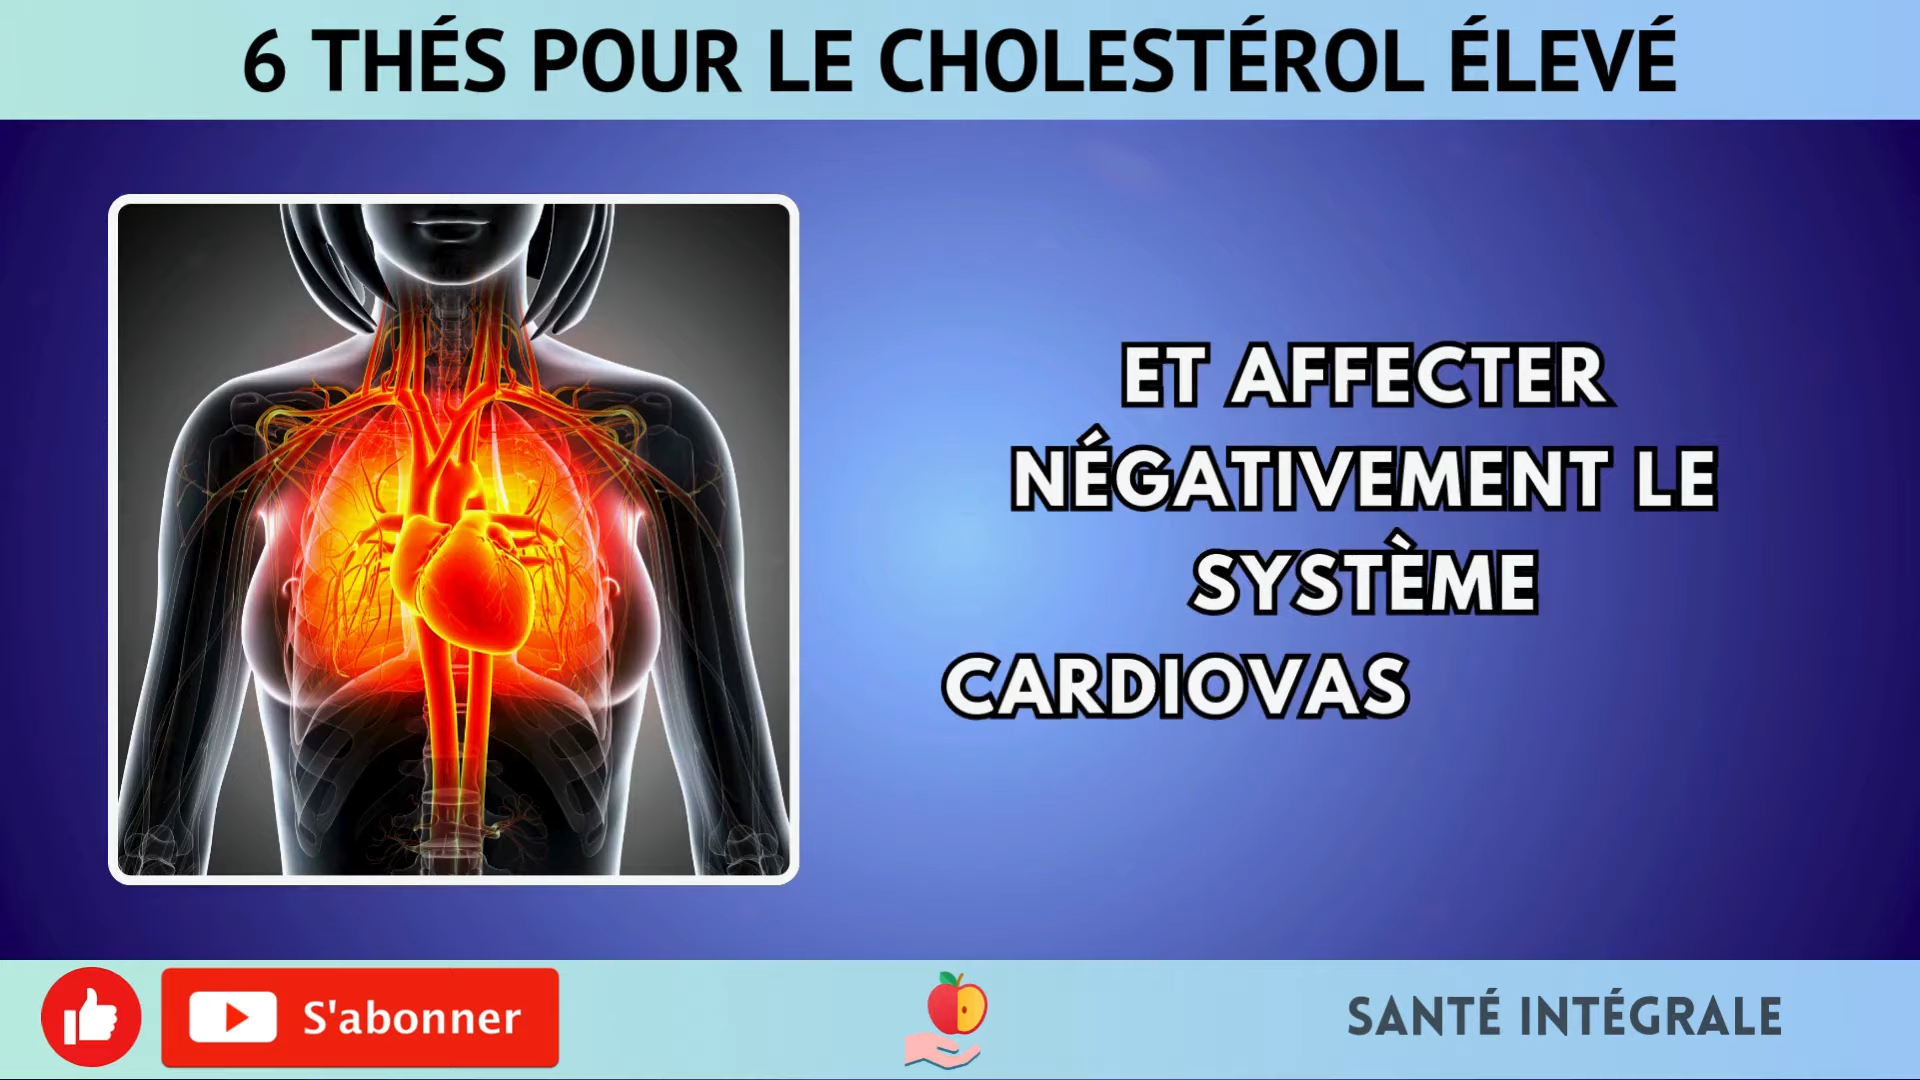 6 THÉS POUR LE CHOLESTÉROL ÉLEVÉ
ET AFFECTER
NÉGATIVEMENT LE
SYSTÈME
CARDIOVAS
S'abonner
SANTÉ INTÉGRALE